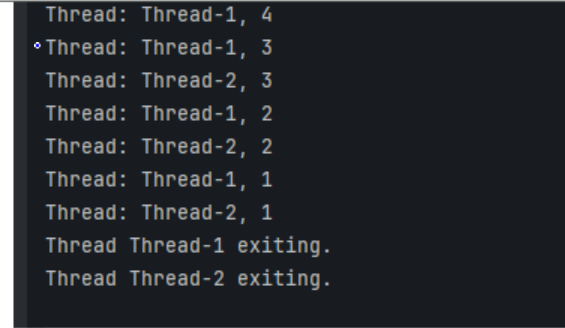 Thread: Thread-1, 4
Thread: Thread-1, 3
Thread: Thread-2, 3
Thread: Thread-1, 2
Thread: Thread-2, 2
Thread: Thread-1, 1
Thread: Thread-2, 1
Thread Thread-1 exiting.
Thread Thread-2 exiting.